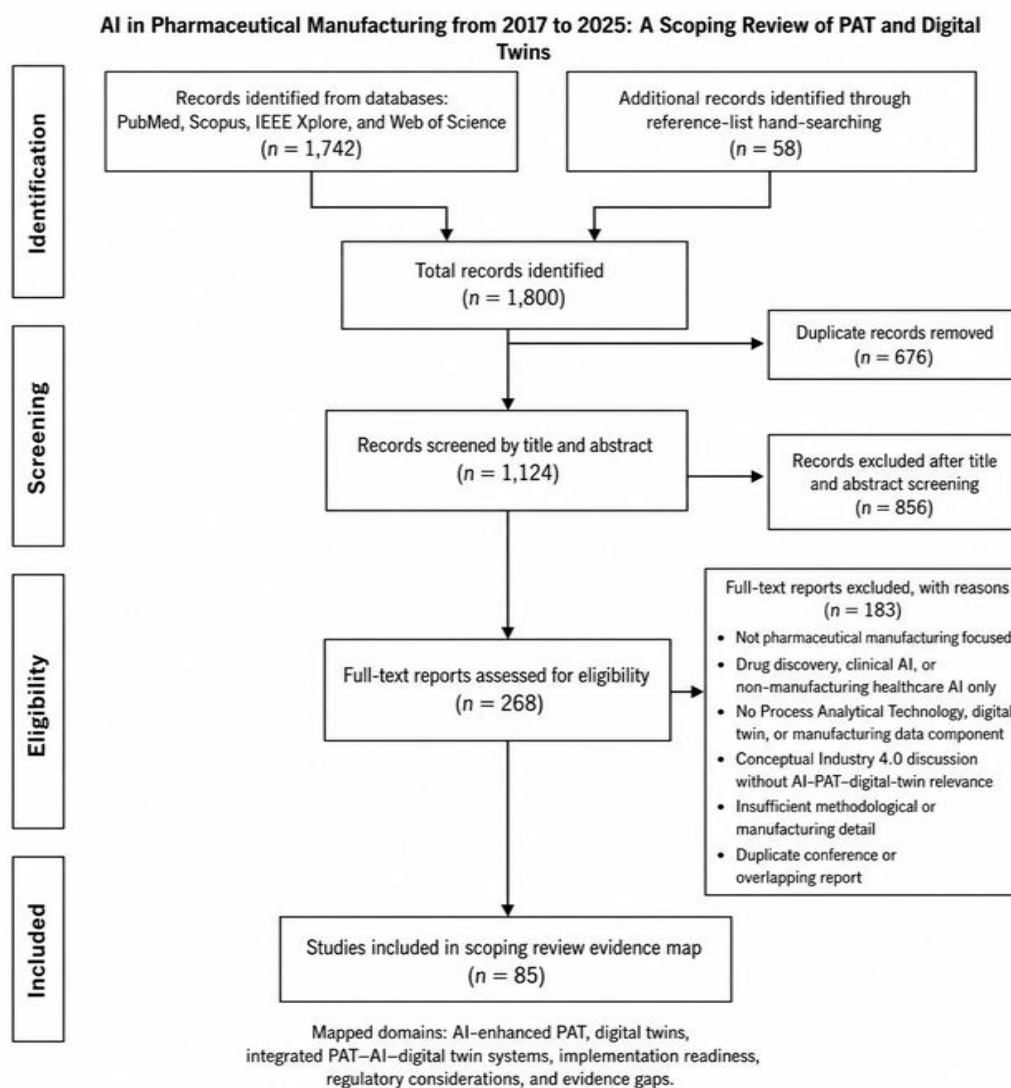 AI in Pharmaceutical Manufacturing from 2017 to 2025: A Scoping Review of PAT and Digital
Twins
Identification
Records identified from databases:
PubMed, Scopus, IEEE Xplore, and Web of Science
(n = 1,742)
Additional records identified through
reference-list hand-searching
(n = 58)
Total records identified
(n = 1,800)
Screening
Duplicate records removed
(n = 676)
Records screened by title and abstract
(n = 1,124)
Records excluded after title
and abstract screening
(n = 856)
Eligibility
Full-text reports assessed for eligibility
(n = 268)
Full-text reports excluded, with reasons
(n = 183)
• Not pharmaceutical manufacturing focused
• Drug discovery, clinical AI, or
non-manufacturing healthcare AI only
• No Process Analytical Technology, digital
twin, or manufacturing data component
• Conceptual Industry 4.0 discussion
without AI-PAT–digital-twin relevance
• Insufficient methodological or
manufacturing detail
• Duplicate conference or
overlapping report
Included
Studies included in scoping review evidence map
(n = 85)
Mapped domains: AI-enhanced PAT, digital twins,
integrated PAT–AI–digital twin systems, implementation readiness,
regulatory considerations, and evidence gaps.